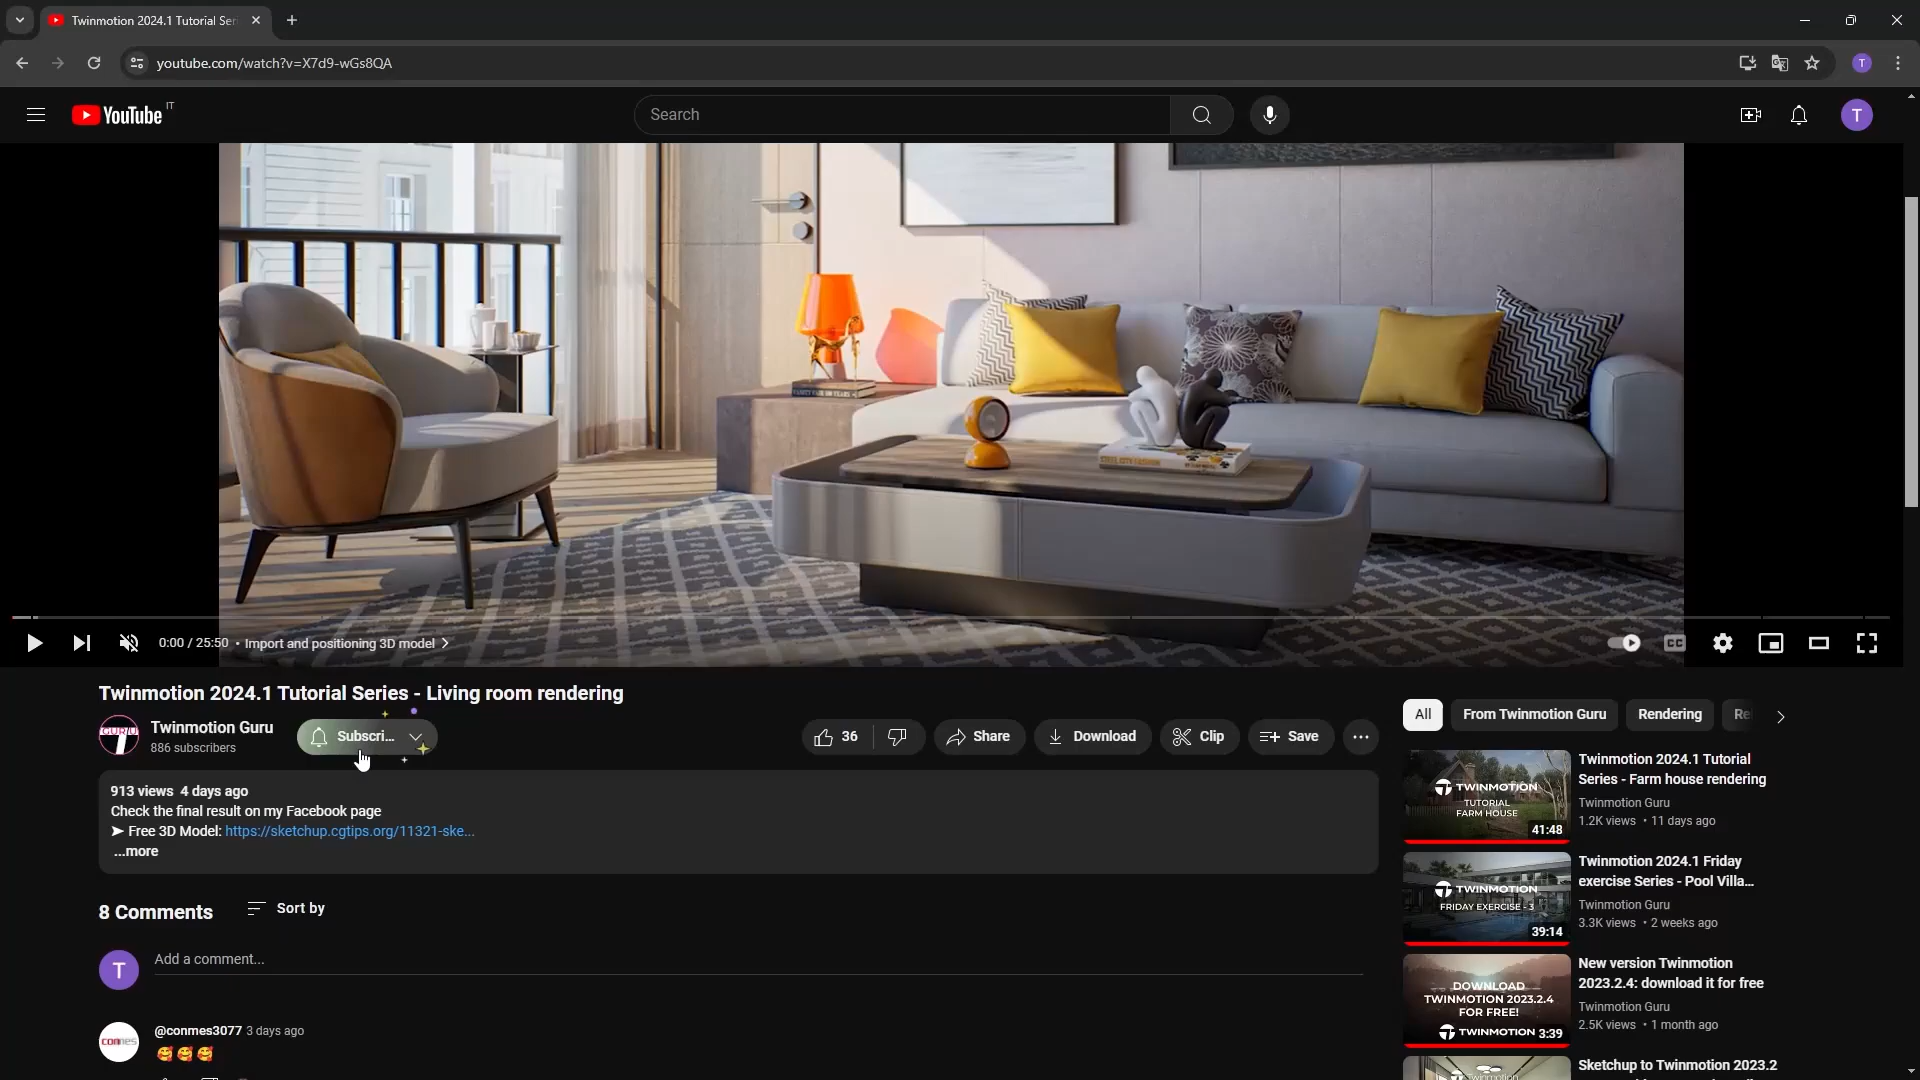 Twinmotion 2024.1 Tutorial Ser
youtube.com/watch?v=X7d9-wGs8QA
T
YouTube IT
Search
T
0:00 / 25:50 • Import and positioning 3D model
CC
Twinmotion 2024.1 Tutorial Series - Living room rendering
GURU
Twinmotion Guru
886 subscribers
Subscri...
36
Share
Download
Clip
Save
913 views 4 days ago
Check the final result on my Facebook page
➤ Free 3D Model: https://sketchup.cgtips.org/11321-ske...
...more
8 Comments
Sort by
T
Add a comment...
@conmes3077 3 days ago
🥰🥰🥰
All
From Twinmotion Guru
Rendering
Re
TWINMOTION
TUTORIAL
FARM HOUSE
41:48
Twinmotion 2024.1 Tutorial
Series - Farm house rendering
Twinmotion Guru
1.2K views • 11 days ago
TWINMOTION
FRIDAY EXERCISE - 3
39:14
Twinmotion 2024.1 Friday
exercise Series - Pool Villa...
Twinmotion Guru
3.3K views • 2 weeks ago
DOWNLOAD
TWINMOTION 2023.2.4
FOR FREE!
TWINMOTION 3:39
New version Twinmotion
2023.2.4: download it for free
Twinmotion Guru
2.5K views • 1 month ago
Twinmotion
Sketchup to Twinmotion 2023.2